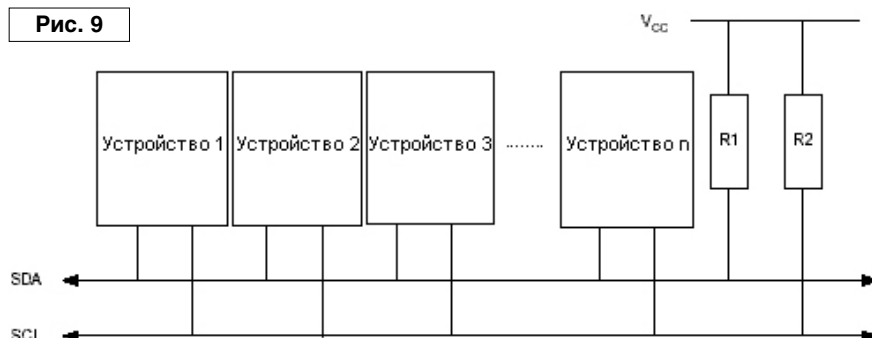 Рис. 9
VCC
Устройство 1 Устройство 2 Устройство 3 ........ Устройство n R1 R2
SDA
SCL